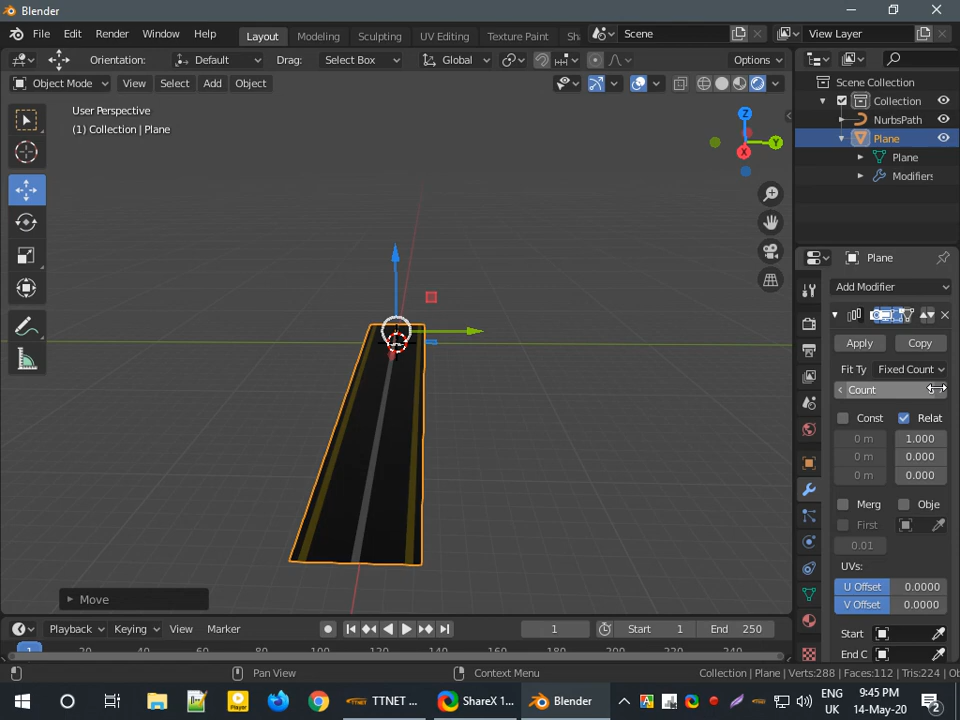 Blender
File Edit Render Window Help Layout Modeling Sculpting UV Editing Texture Paint Sh Scene View Layer
Orientation: Default Drag: Select Box Global Options
Object Mode View Select Add Object
User Perspective
(1) Collection | Plane
Z
Y
X
Scene Collection
Collection
NurbsPath
Plane
Plane
Modifiers
Plane
Add Modifier
Apply Copy
Fit Ty Fixed Count
Count
Const Relat
0 m 1.000
0 m 0.000
0 m 0.000
Merg Obje
First
0.01
UVs:
U Offset 0.0000
V Offset 0.0000
Start
End C
Move
Playback Keying View Marker 1 Start 1 End 250
1 20 40 60 80 100 120 140 160 180 200 220 240
Pan View Context Menu Collection | Plane | Verts:288 | Faces:112 | Tris:224 | O
TTNET ... ShareX 1... Blender ENG UK 9:45 PM 14-May-20 2